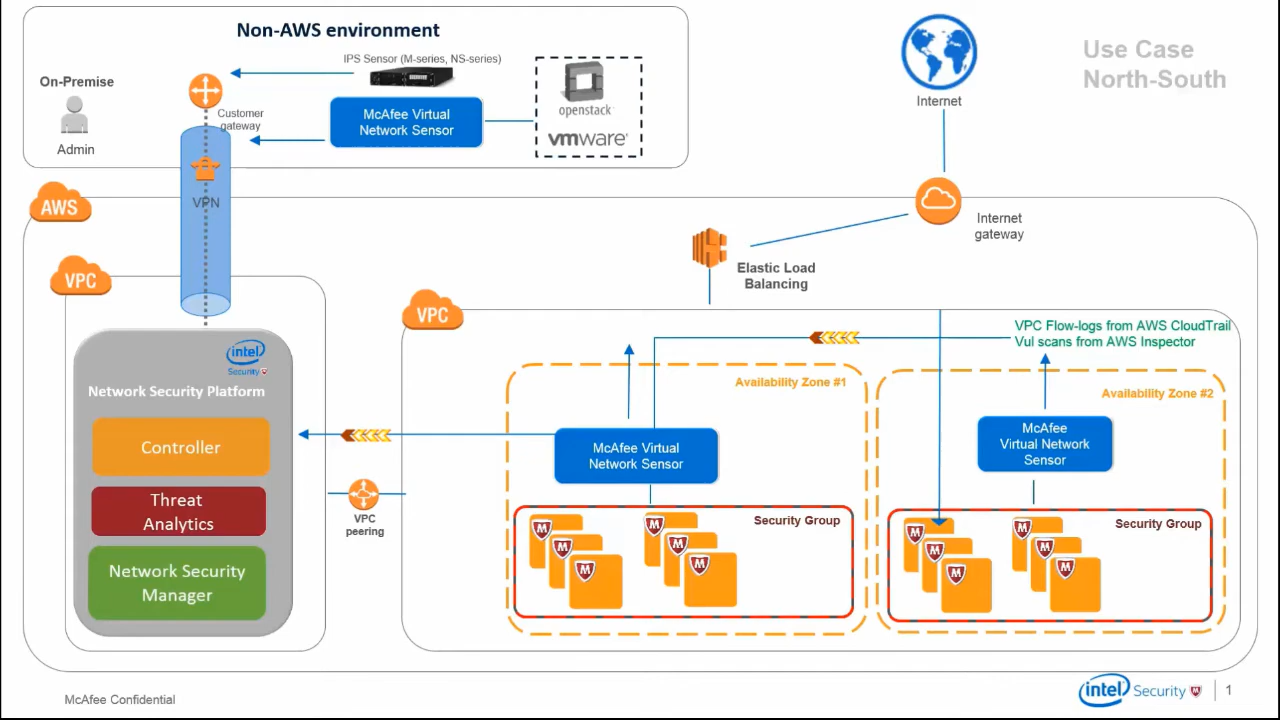 Non-AWS environment
Use Case
North-South
On-Premise
Admin
Customer
gateway
IPS Sensor (M-series, NS-series)
McAfee Virtual
Network Sensor
openstack
vmware
Internet
VPN
AWS
Internet
gateway
Elastic Load
Balancing
VPC
VPC
VPC Flow-logs from AWS CloudTrail
Vul scans from AWS Inspector
intel
Security
Network Security Platform
Controller
Threat
Analytics
Network Security
Manager
VPC
peering
Availability Zone #1
McAfee Virtual
Network Sensor
Security Group
M
M
M
M
M
M
Availability Zone #2
McAfee
Virtual Network
Sensor
Security Group
M
M
M
M
M
M
McAfee Confidential
intel Security
1